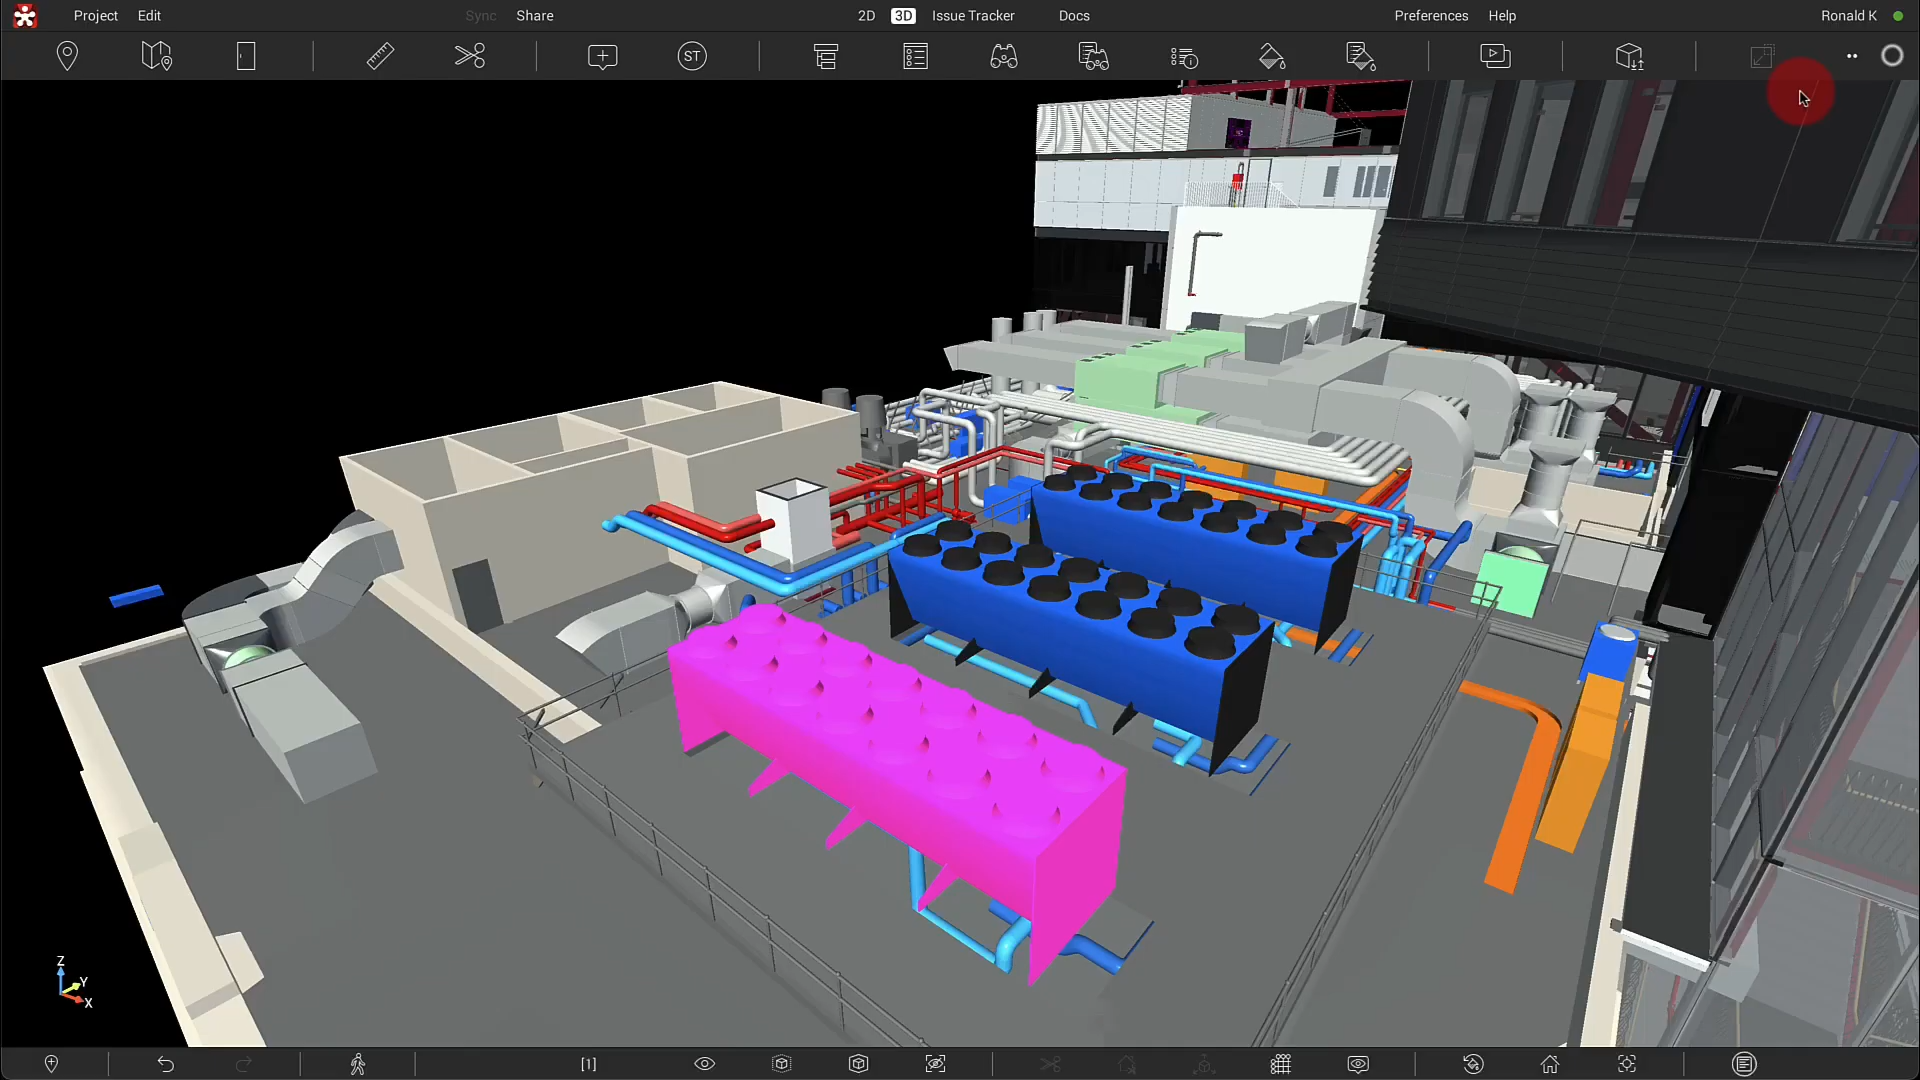 Project Edit Sync Share 2D 3D Issue Tracker Docs Preferences Help Ronald K
ST
Z
Y
X
[1]